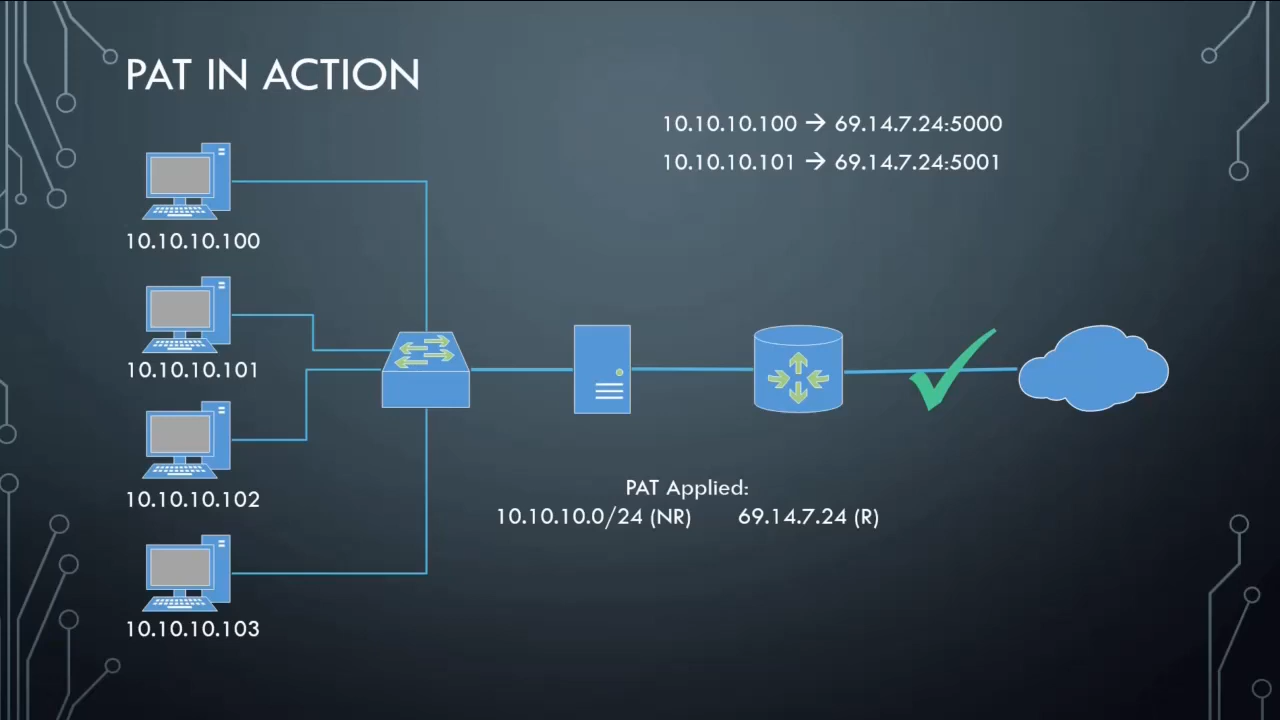 PAT IN ACTION
10.10.10.100 → 69.14.7.24:5000
10.10.10.101 → 69.14.7.24:5001
10.10.10.100
10.10.10.101
10.10.10.102
10.10.10.103
PAT Applied:
10.10.10.0/24 (NR) 69.14.7.24 (R)